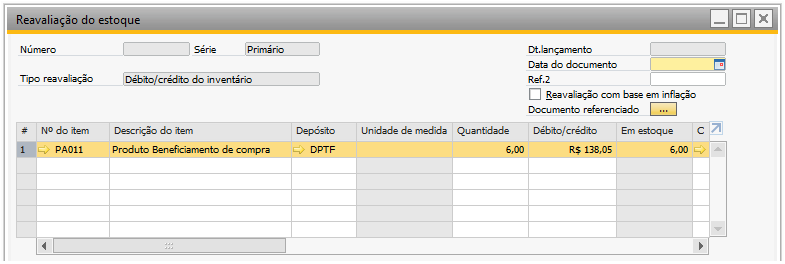 Reavaliação do estoque
Número Série Primário Dt.lançamento
Data do documento
Tipo reavaliação Débito/crédito do inventário Ref.2
Reavaliação com base em inflação
Documento referenciado ...
# Nº do item Descrição do item Depósito Unidade de medida Quantidade Débito/crédito Em estoque C
1 PA011 Produto Beneficiamento de compra DPTF 6,00 R$ 138,05 6,00